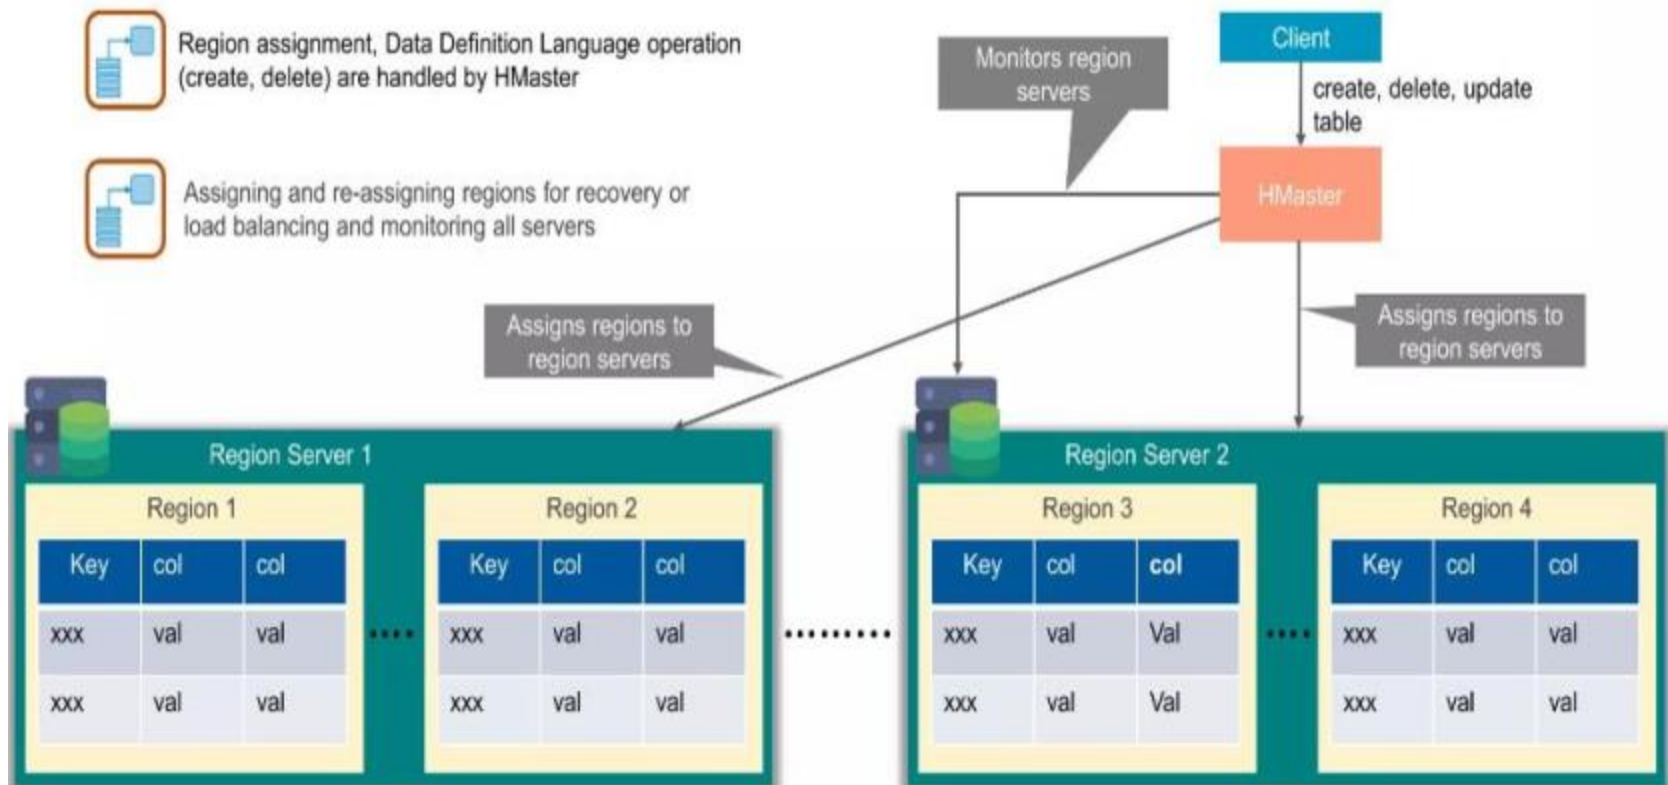 Region assignment, Data Definition Language operation
(create, delete) are handled by HMaster
Assigning and re-assigning regions for recovery or
load balancing and monitoring all servers
Monitors region
servers
Client
create, delete, update
table
HMaster
Assigns regions to
region servers
Assigns regions to
region servers
Region Server 1
Region 1
Key col col
xxx val val
xxx val val
Region 2
Key col col
xxx val val
xxx val val
Region Server 2
Region 3
Key col col
xxx val Val
xxx val Val
Region 4
Key col col
xxx val val
xxx val val